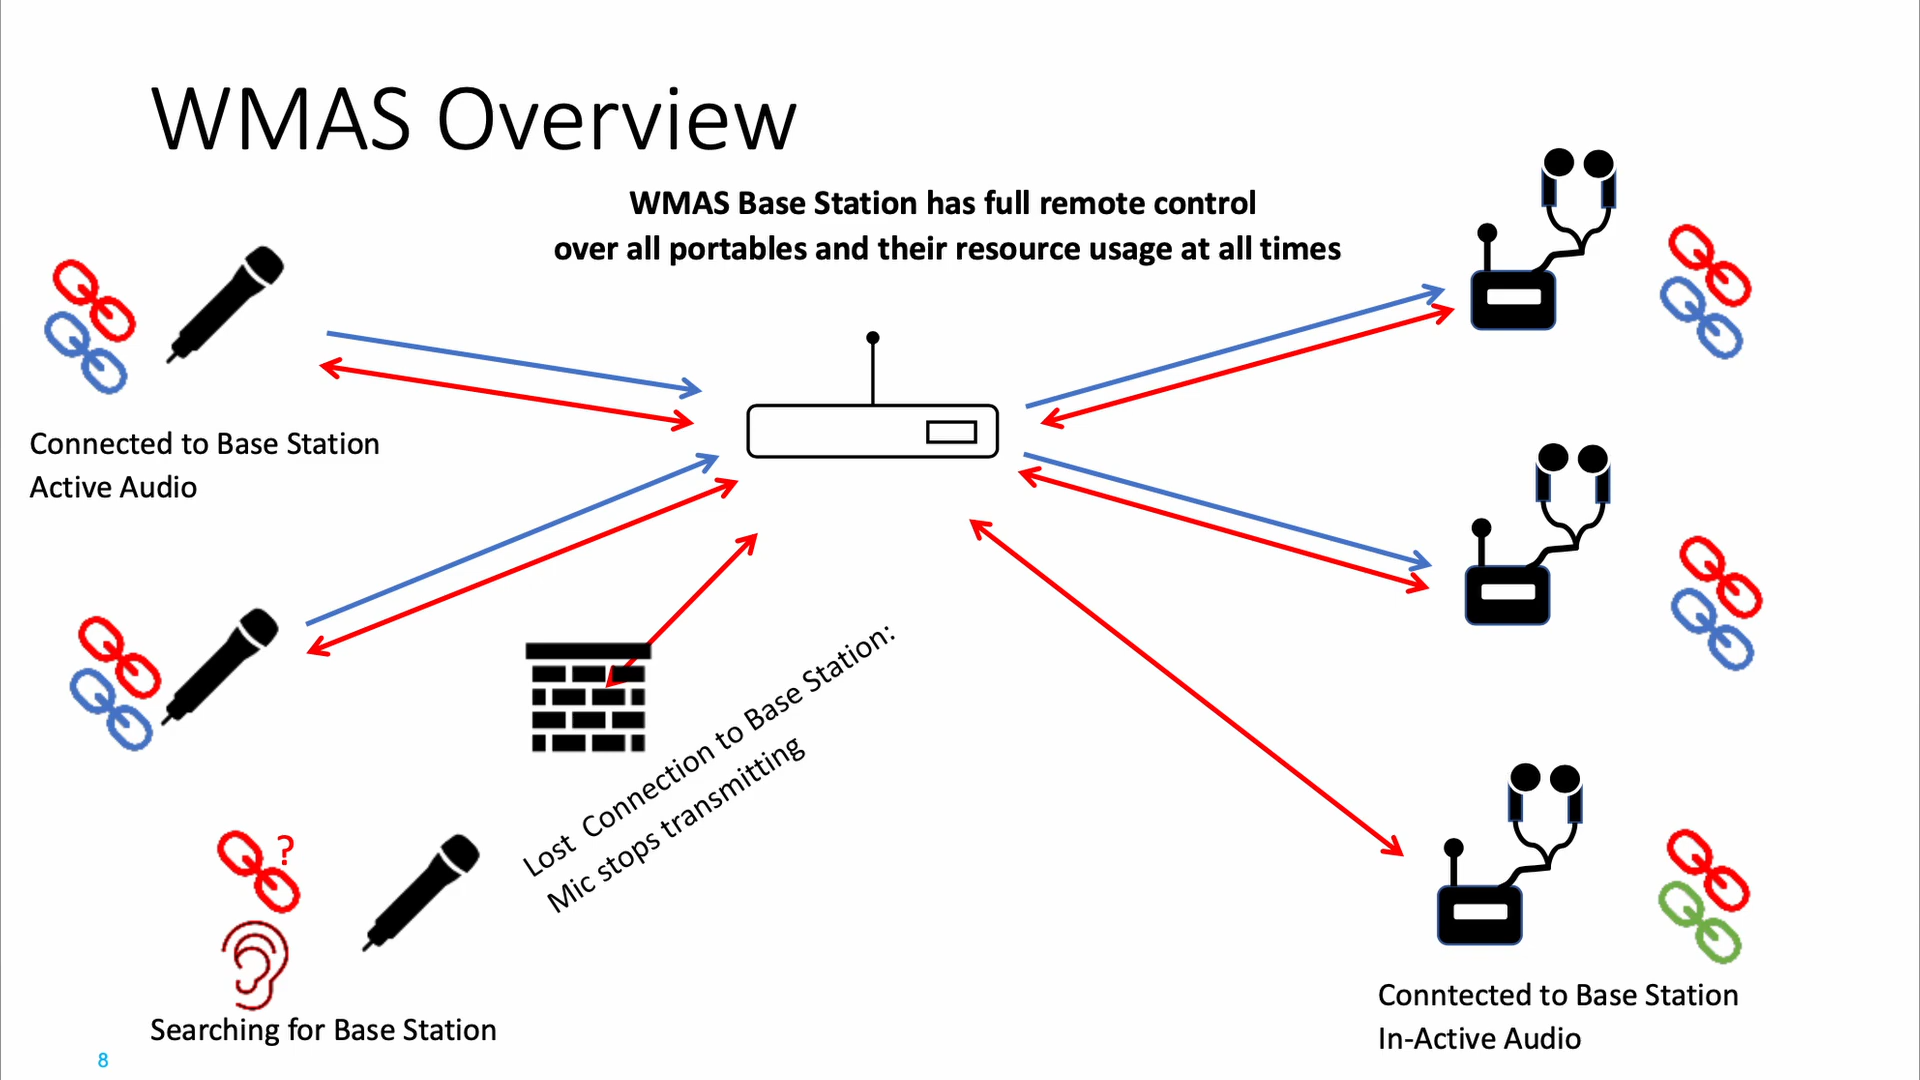 WMAS Overview
WMAS Base Station has full remote control
over all portables and their resource usage at all times
Connected to Base Station
Active Audio
Lost Connection to Base Station:
Mic stops transmitting
?
Searching for Base Station
Conntected to Base Station
In-Active Audio
8